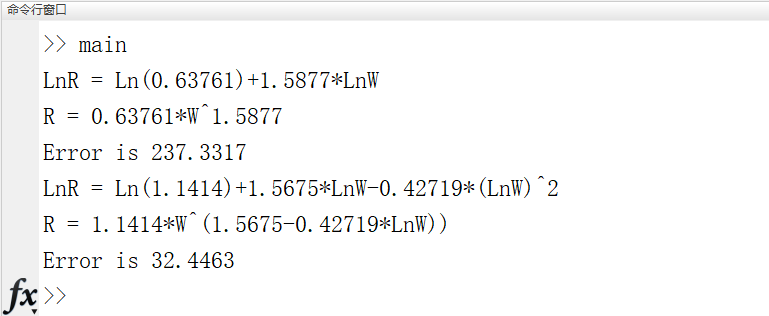 命令行窗口
>> main
LnR = Ln(0.63761)+1.5877*LnW
R = 0.63761*W^1.5877
Error is 237.3317
LnR = Ln(1.1414)+1.5675*LnW-0.42719*(LnW)^2
R = 1.1414*W^(1.5675-0.42719*LnW))
Error is 32.4463
fx >>